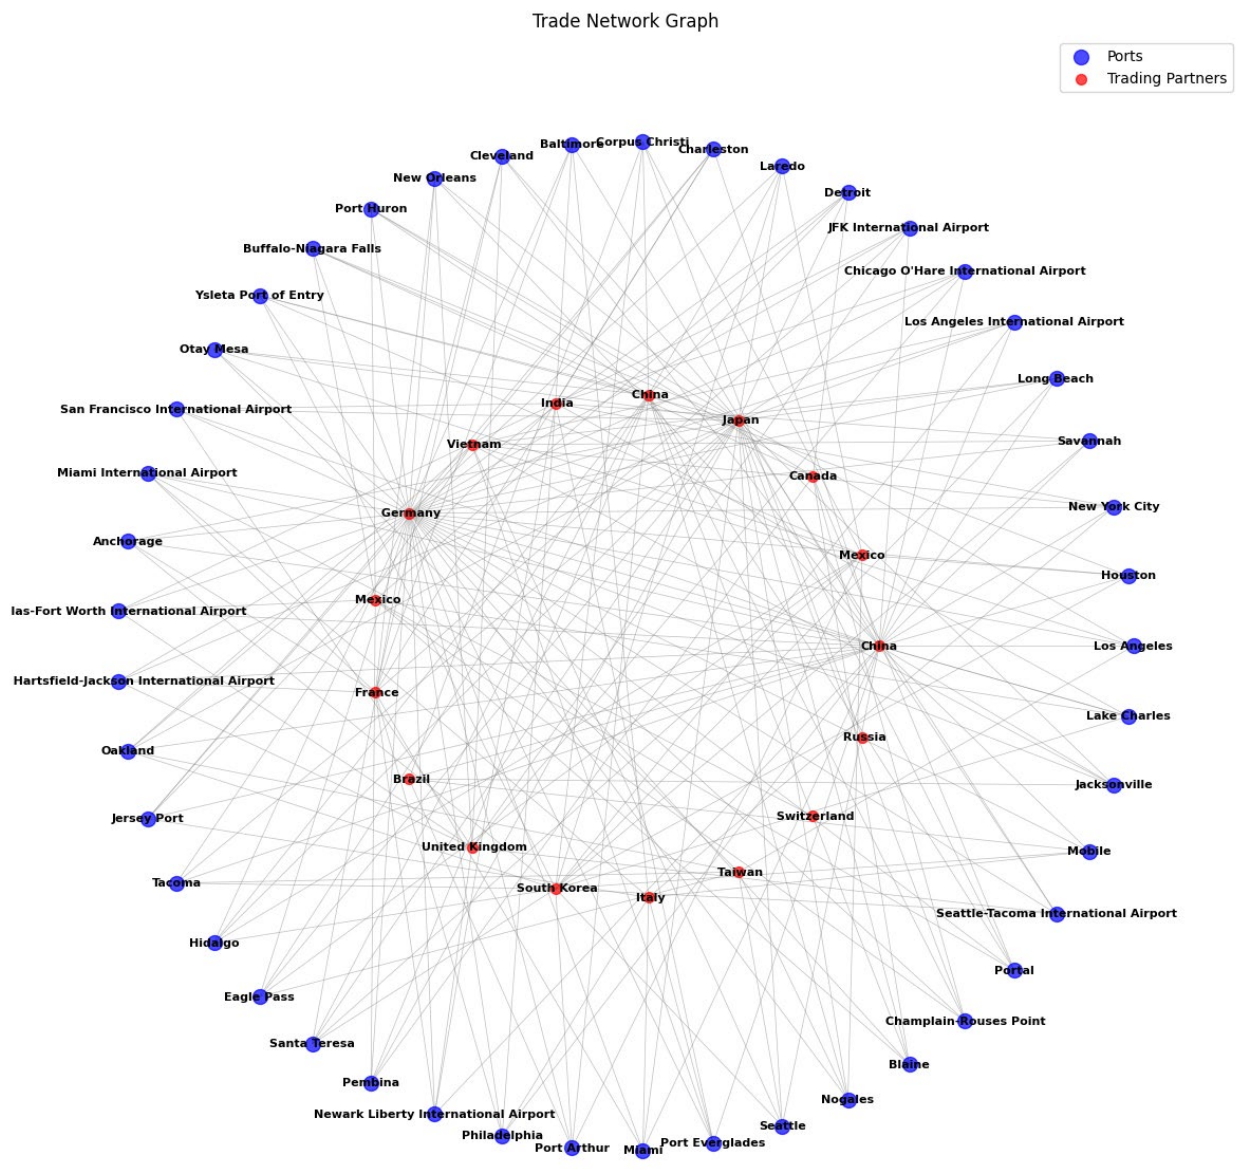 Trade Network Graph
Ports
Trading Partners
Corpus Christi
Baltimore
Charleston
Cleveland
Laredo
New Orleans
Detroit
Port Huron
JFK International Airport
Buffalo-Niagara Falls
Chicago O'Hare International Airport
Ysleta Port of Entry
Los Angeles International Airport
Otay Mesa
Long Beach
China
India
San Francisco International Airport
Japan
Savannah
Vietnam
Miami International Airport
Canada
New York City
Germany
Anchorage
Mexico
Houston
Mexico
las-Fort Worth International Airport
China
Los Angeles
Hartsfield-Jackson International Airport
France
Lake Charles
Russia
Oakland
Brazil
Jacksonville
Switzerland
Jersey Port
United Kingdom
Mobile
Taiwan
Tacoma
South Korea
Italy
Seattle-Tacoma International Airport
Hidalgo
Portal
Eagle Pass
Champlain-Rouses Point
Santa Teresa
Blaine
Pembina
Nogales
Newark Liberty International Airport
Seattle
Philadelphia
Port Everglades
Port Arthur
Miami